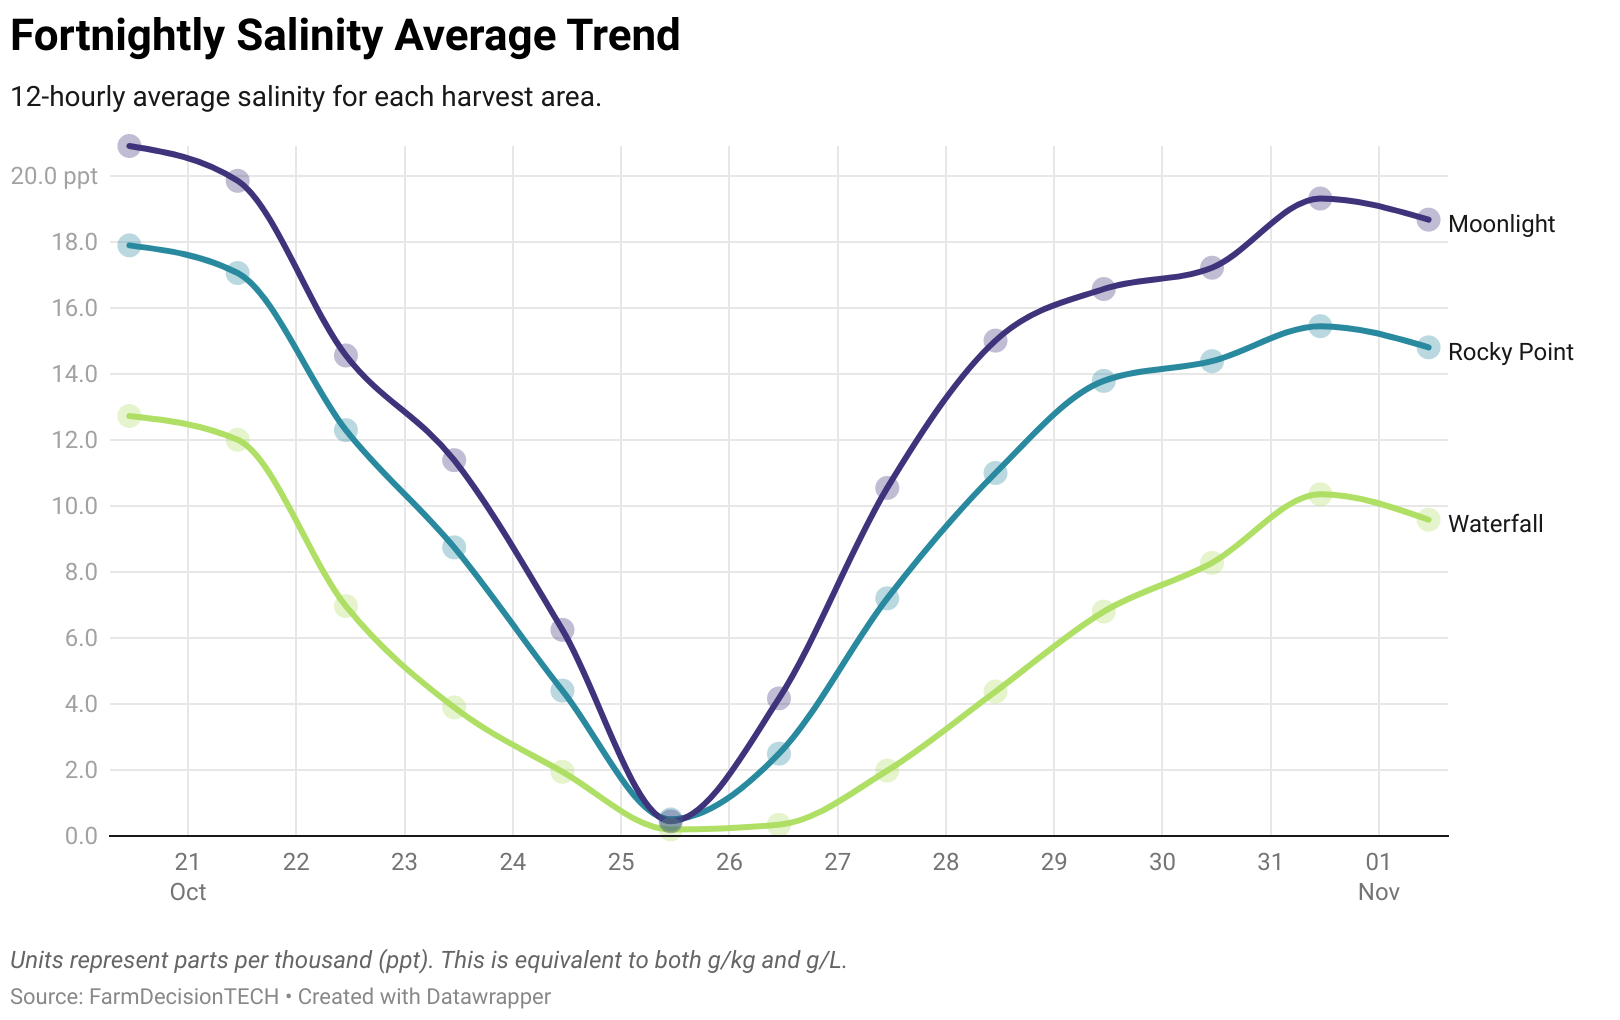 Fortnightly Salinity Average Trend
12-hourly average salinity for each harvest area.
20.0 ppt
18.0
16.0
14.0
12.0
10.0
8.0
6.0
4.0
2.0
0.0
Moonlight
Rocky Point
Waterfall
21 22 23 24 25 26 27 28 29 30 31 01
Oct Nov
Units represent parts per thousand (ppt). This is equivalent to both g/kg and g/L.
Source: FarmDecisionTECH • Created with Datawrapper